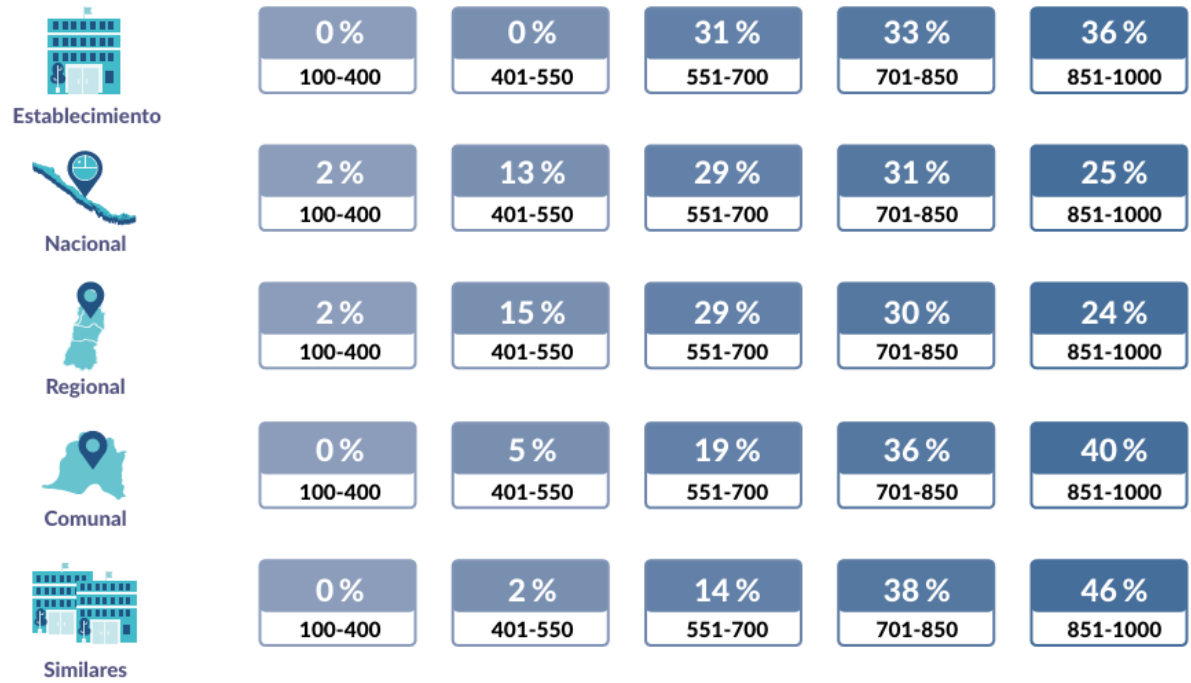 0 % 0 % 31 % 33 % 36 %
100-400 401-550 551-700 701-850 851-1000
Establecimiento
2 % 13 % 29 % 31 % 25 %
100-400 401-550 551-700 701-850 851-1000
Nacional
2 % 15 % 29 % 30 % 24 %
100-400 401-550 551-700 701-850 851-1000
Regional
0 % 5 % 19 % 36 % 40 %
100-400 401-550 551-700 701-850 851-1000
Comunal
0 % 2 % 14 % 38 % 46 %
100-400 401-550 551-700 701-850 851-1000
Similares